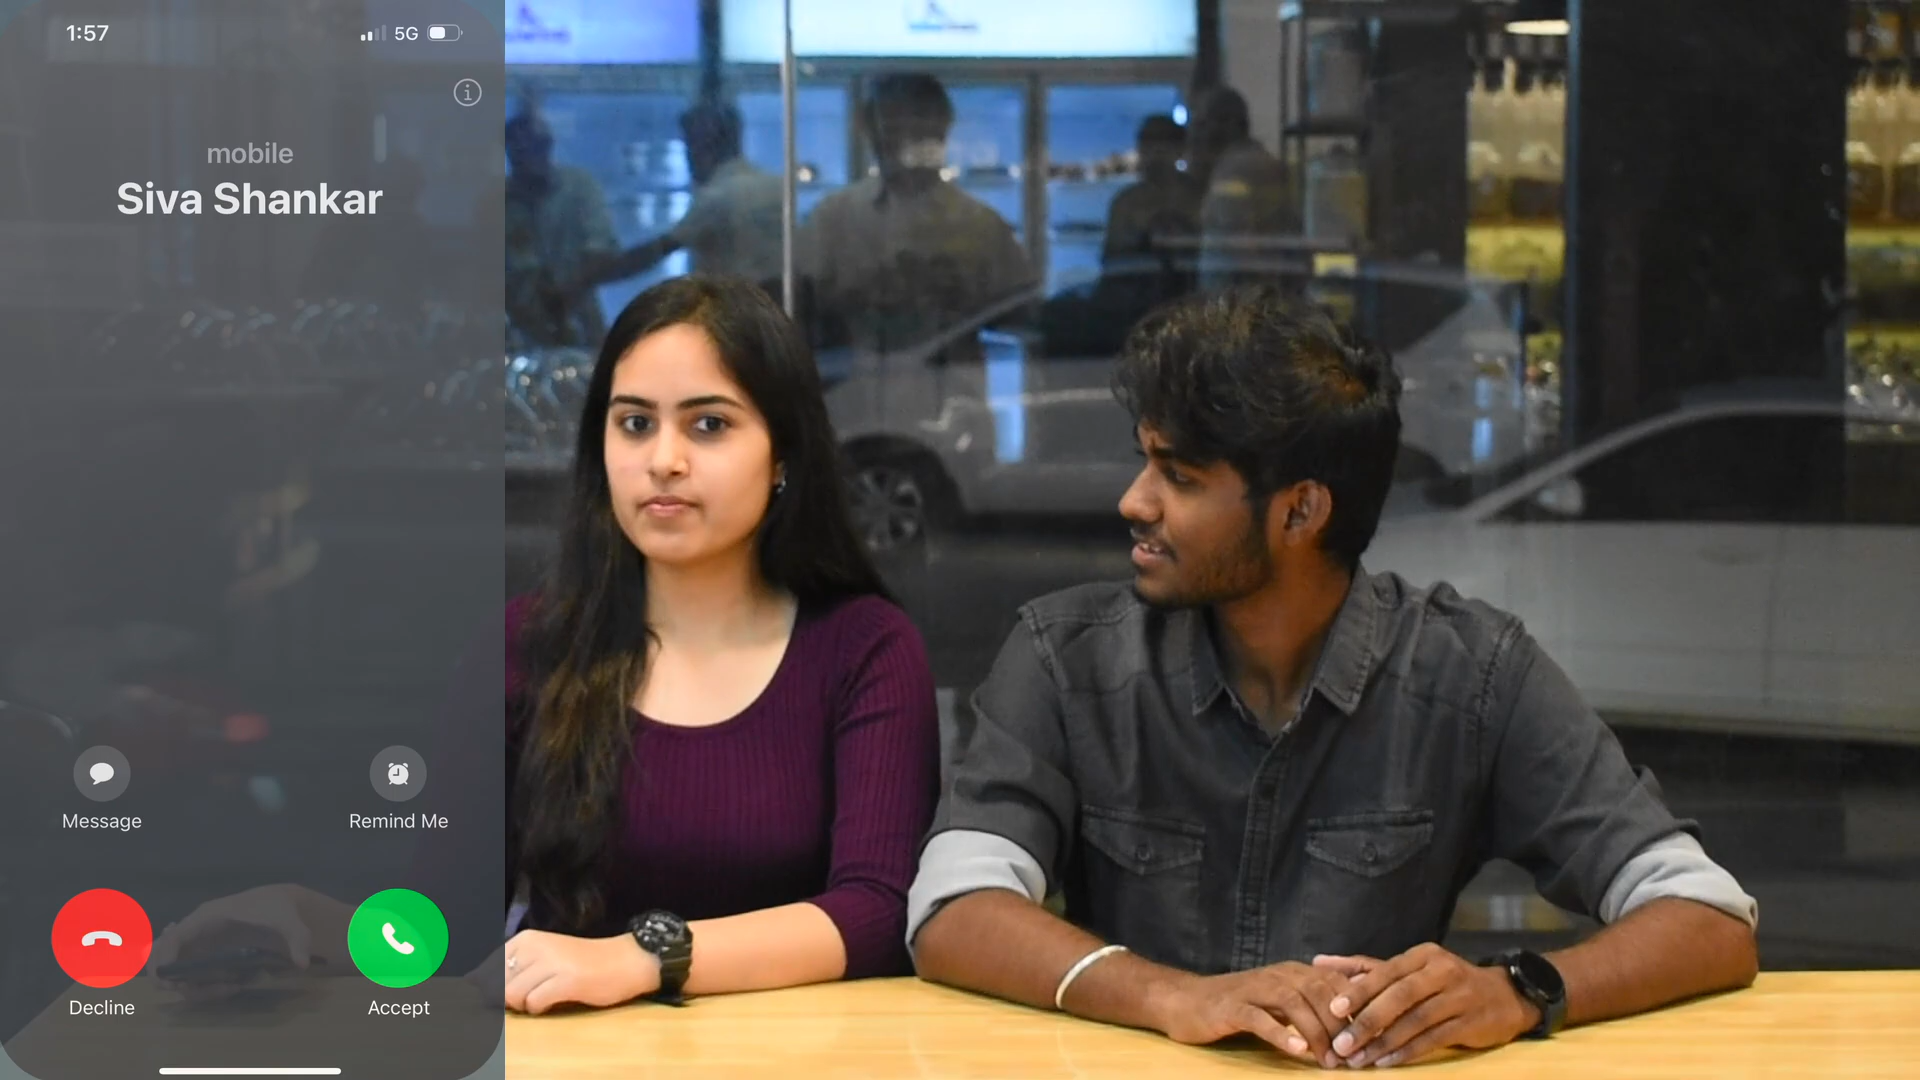 1:57
5G
mobile
Siva Shankar
Message
Remind Me
Decline
Accept